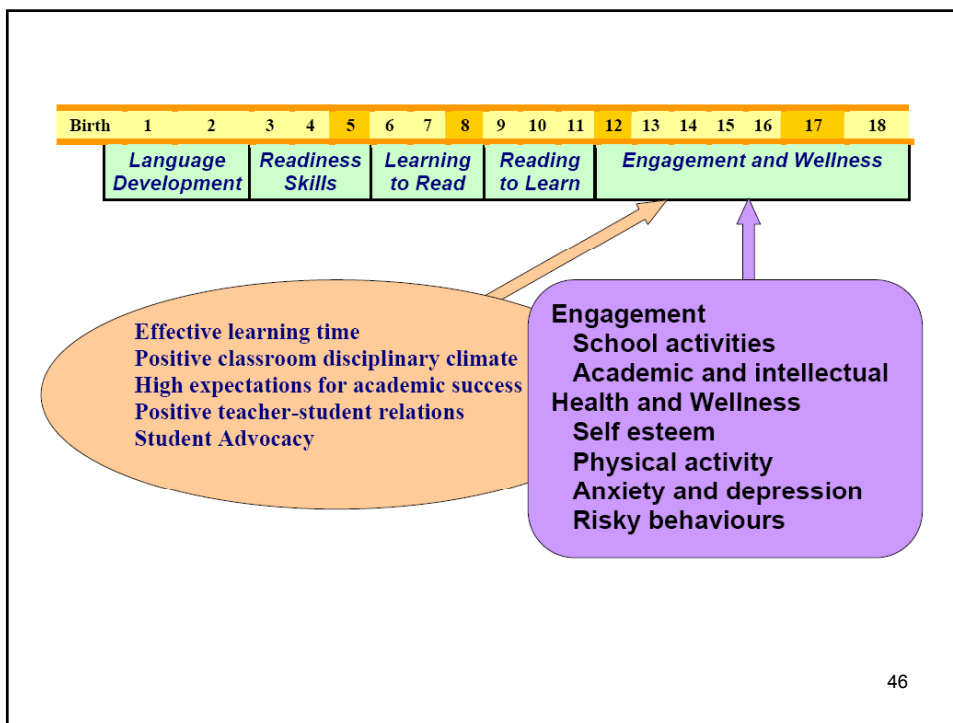 Birth 1 2 3 4 5 6 7 8 9 10 11 12 13 14 15 16 17 18
Language Development
Readiness Skills
Learning to Read
Reading to Learn
Engagement and Wellness
Effective learning time
Positive classroom disciplinary climate
High expectations for academic success
Positive teacher-student relations
Student Advocacy
Engagement
School activities
Academic and intellectual
Health and Wellness
Self esteem
Physical activity
Anxiety and depression
Risky behaviours
46